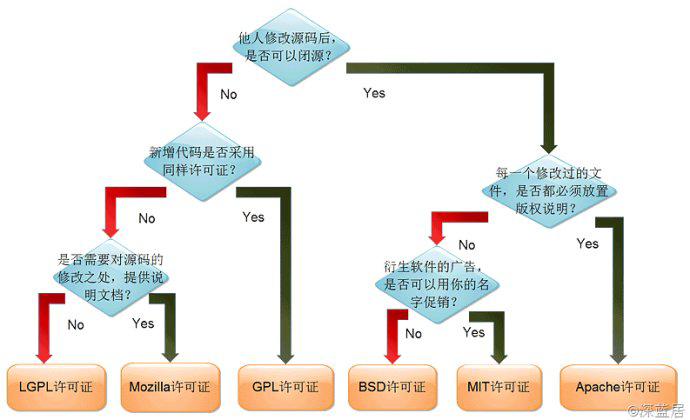 他人修改源码后，
是否可以闭源？
No
Yes
新增代码是否采用
同样许可证？
每一个修改过的文
件，是否都必须放置
版权说明？
No
Yes
No
Yes
是否需要对源码的
修改之处，提供说
明文档？
衍生软件的广告，
是否可以用你的名
字促销？
No
Yes
No
Yes
LGPL许可证
Mozilla许可证
GPL许可证
BSD许可证
MIT许可证
Apache许可证
@深蓝居